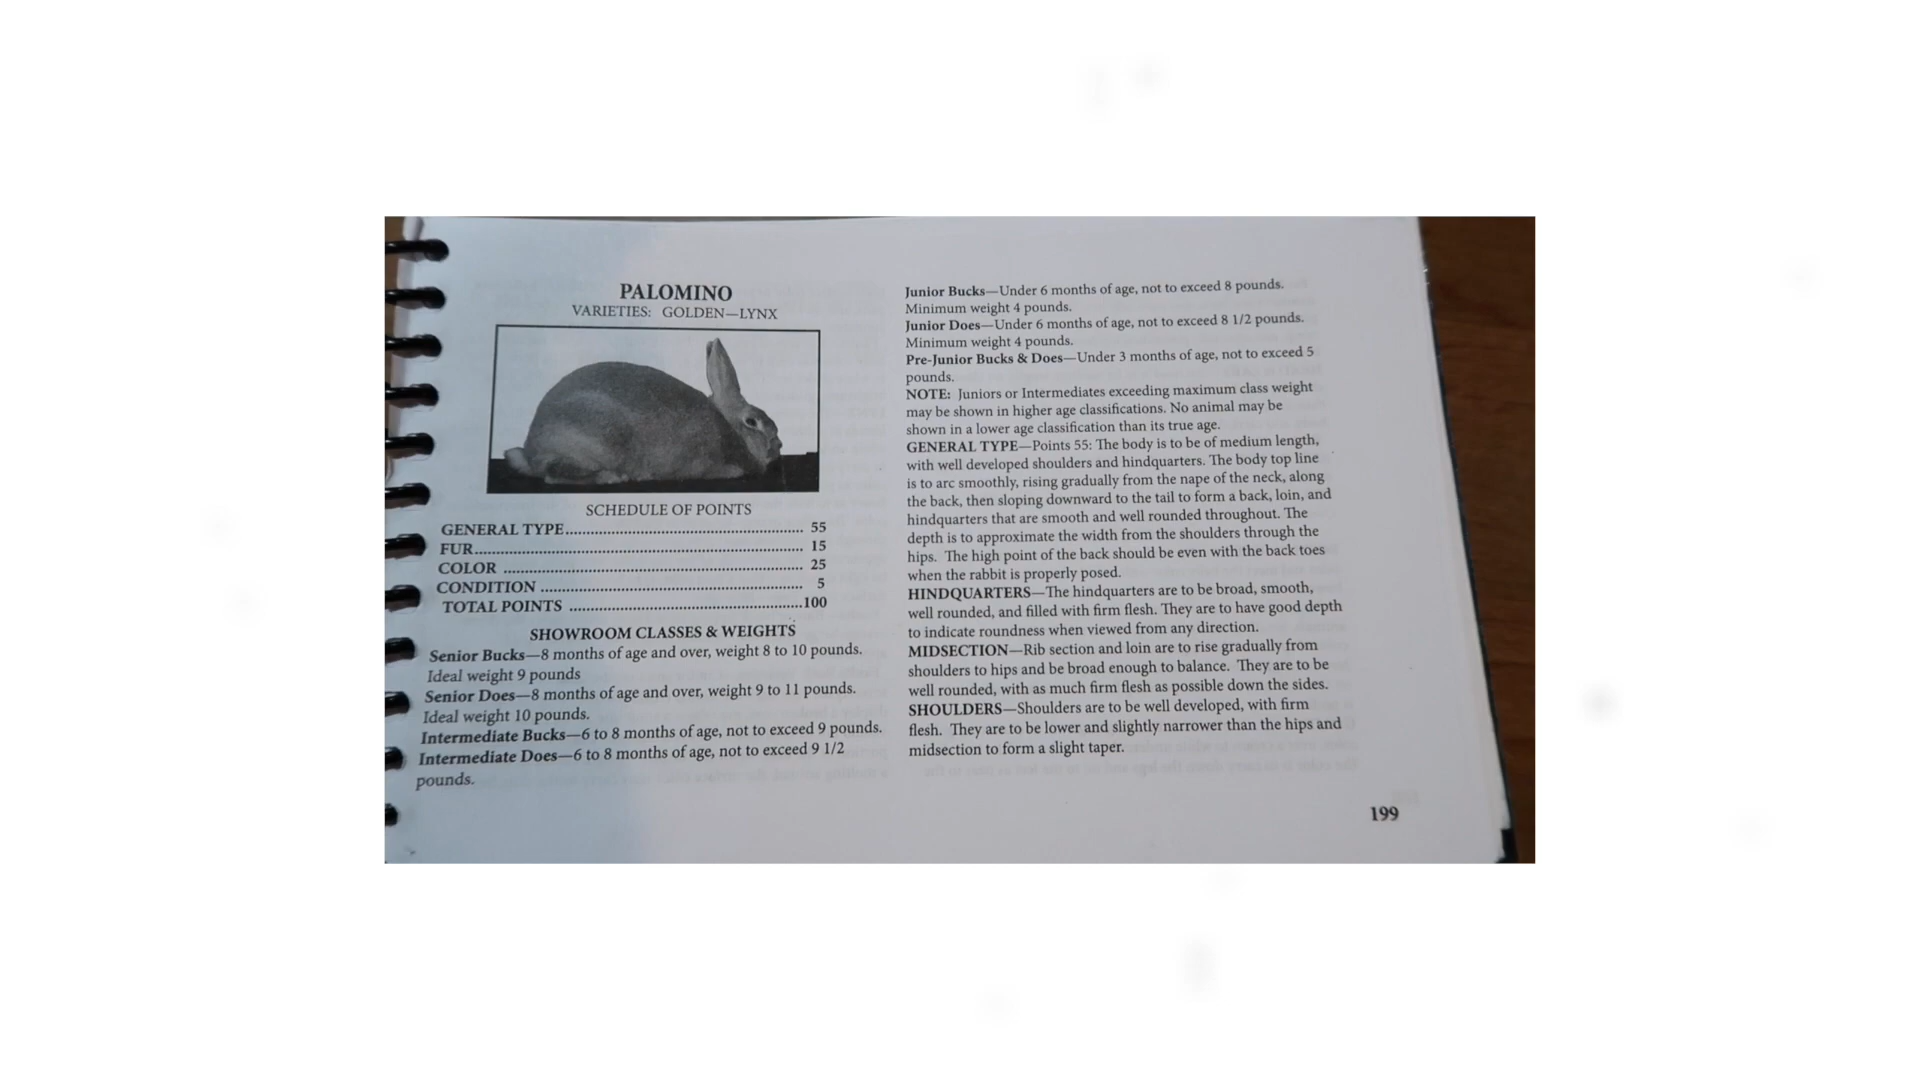 PALOMINO
VARIETIES: GOLDEN—LYNX
SCHEDULE OF POINTS
GENERAL TYPE.......................................................... 55
FUR.................................................................................. 15
COLOR ........................................................................... 25
CONDITION .................................................................. 5
TOTAL POINTS ..........................................................100
SHOWROOM CLASSES & WEIGHTS
Senior Bucks—8 months of age and over, weight 8 to 10 pounds.
Ideal weight 9 pounds
Senior Does—8 months of age and over, weight 9 to 11 pounds.
Ideal weight 10 pounds.
Intermediate Bucks—6 to 8 months of age, not to exceed 9 pounds.
Intermediate Does—6 to 8 months of age, not to exceed 9 1/2
pounds.
Junior Bucks—Under 6 months of age, not to exceed 8 pounds.
Minimum weight 4 pounds.
Junior Does—Under 6 months of age, not to exceed 8 1/2 pounds.
Minimum weight 4 pounds.
Pre-Junior Bucks & Does—Under 3 months of age, not to exceed 5
pounds.
NOTE: Juniors or Intermediates exceeding maximum class weight
may be shown in higher age classifications. No animal may be
shown in a lower age classification than its true age.
GENERAL TYPE—Points 55: The body is to be of medium length,
with well developed shoulders and hindquarters. The body top line
is to arc smoothly, rising gradually from the nape of the neck, along
the back, then sloping downward to the tail to form a back, loin, and
hindquarters that are smooth and well rounded throughout. The
depth is to approximate the width from the shoulders through the
hips. The high point of the back should be even with the back toes
when the rabbit is properly posed.
HINDQUARTERS—The hindquarters are to be broad, smooth,
well rounded, and filled with firm flesh. They are to have good depth
to indicate roundness when viewed from any direction.
MIDSECTION—Rib section and loin are to rise gradually from
shoulders to hips and be broad enough to balance. They are to be
well rounded, with as much firm flesh as possible down the sides.
SHOULDERS—Shoulders are to be well developed, with firm
flesh. They are to be lower and slightly narrower than the hips and
midsection to form a slight taper.
199